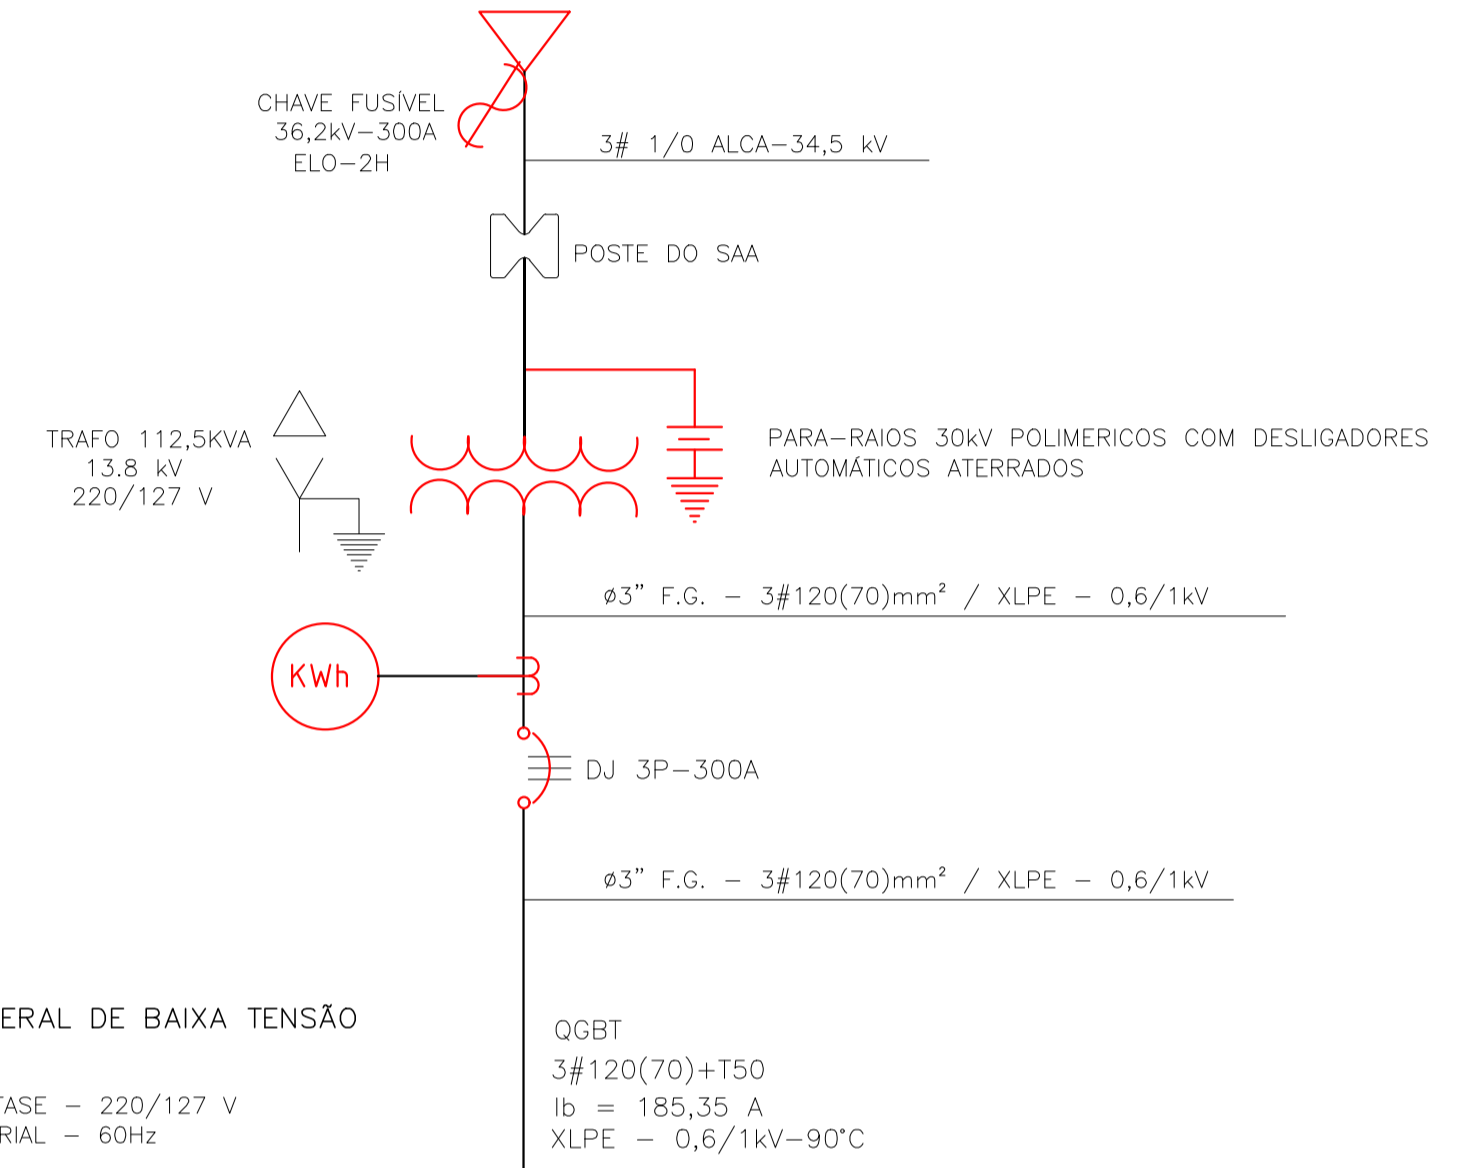 CHAVE FUSÍVEL
36,2kV-300A
ELO-2H
3# 1/0 ALCA-34,5 kV
POSTE DO SAA
TRAFO 112,5KVA
13.8 kV
220/127 V
PARA-RAIOS 30kV POLIMERICOS COM DESLIGADORES
AUTOMÁTICOS ATERRADOS
ø3" F.G. - 3#120(70)mm² / XLPE - 0,6/1kV
KWh
DJ 3P-300A
ø3" F.G. - 3#120(70)mm² / XLPE - 0,6/1kV
ERAL DE BAIXA TENSÃO
FASE - 220/127 V
RIAL - 60Hz
QGBT
3#120(70)+T50
Ib = 185,35 A
XLPE - 0,6/1kV-90°C